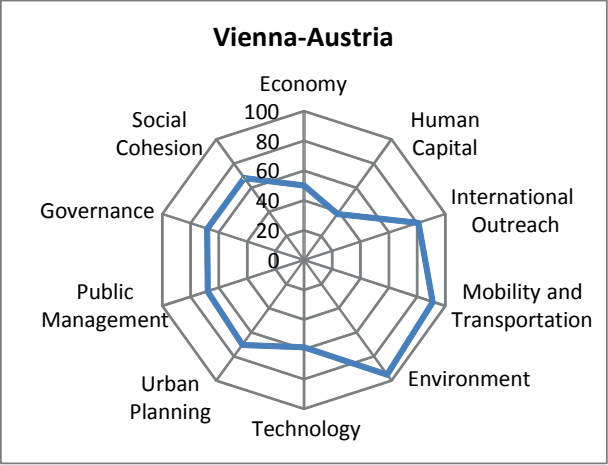 Vienna-Austria
Economy
Human
Capital
International
Outreach
Mobility and
Transportation
Environment
Technology
Urban
Planning
Public
Management
Governance
Social
Cohesion
100
80
60
40
20
0